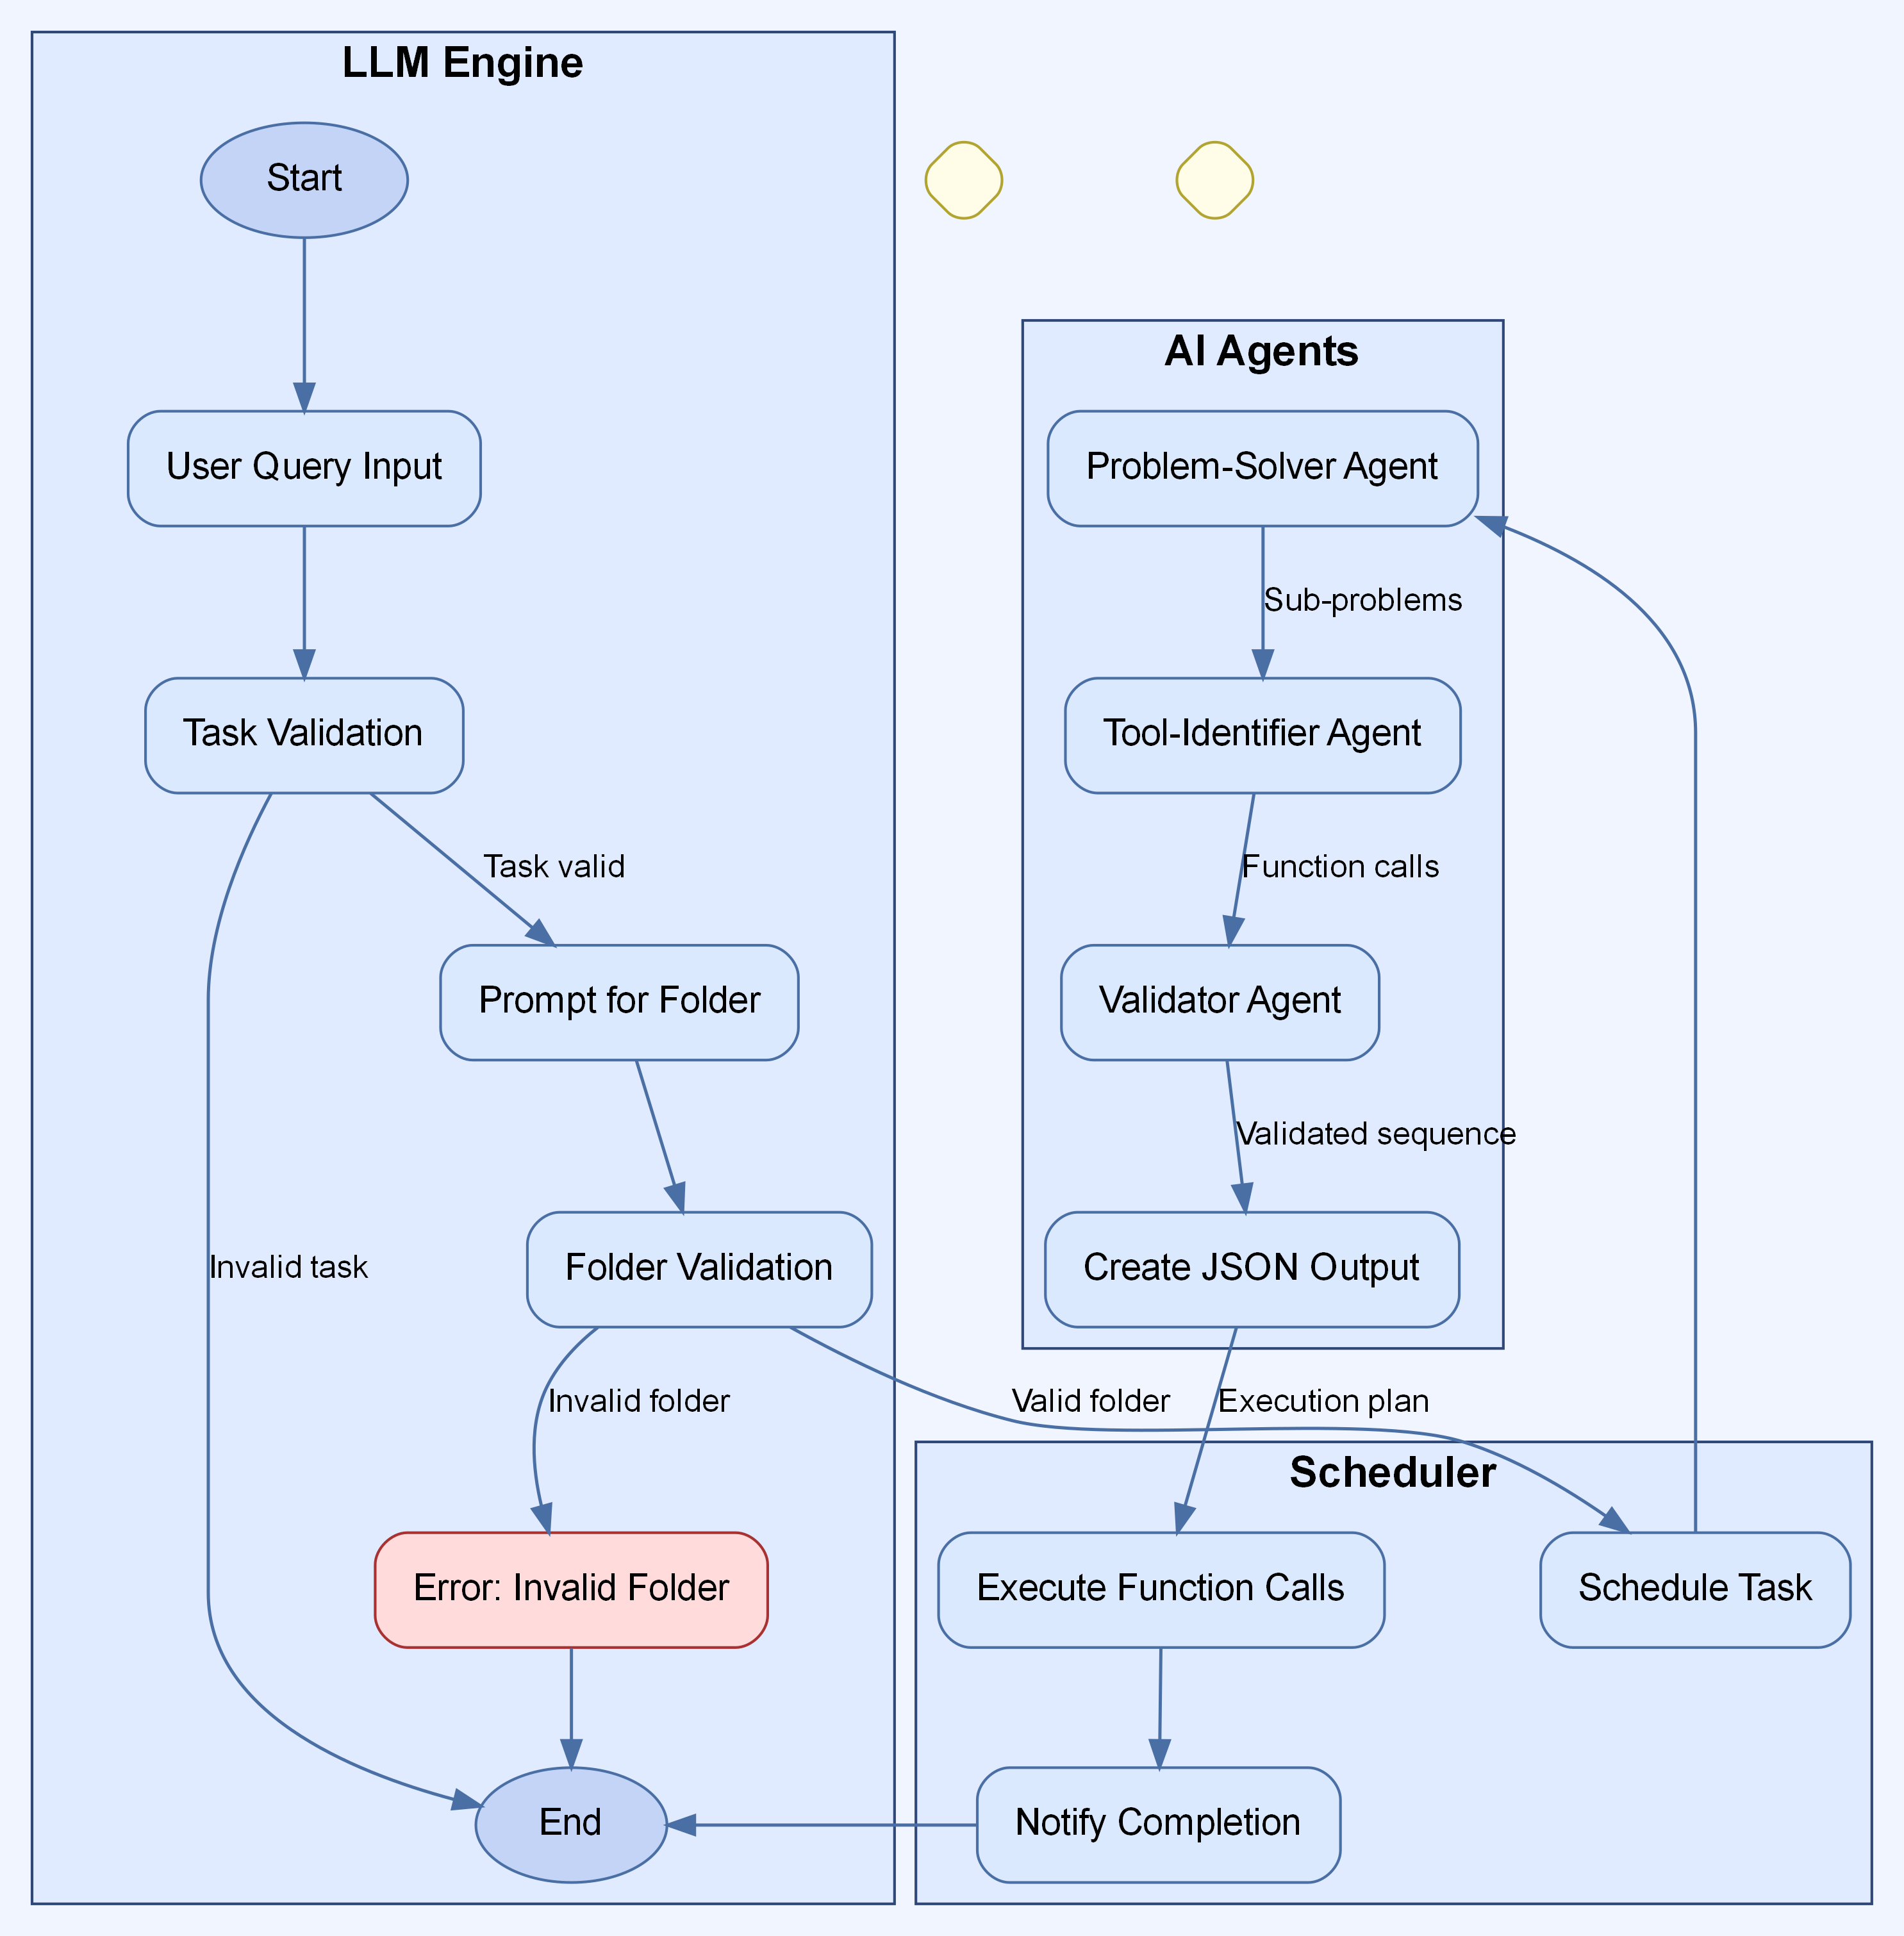 LLM Engine
Start
User Query Input
Task Validation
Task valid
Prompt for Folder
Folder Validation
Invalid task
Invalid folder
Error: Invalid Folder
End
AI Agents
Problem-Solver Agent
Sub-problems
Tool-Identifier Agent
Function calls
Validator Agent
Validated sequence
Create JSON Output
Valid folder
Execution plan
Scheduler
Execute Function Calls
Schedule Task
Notify Completion